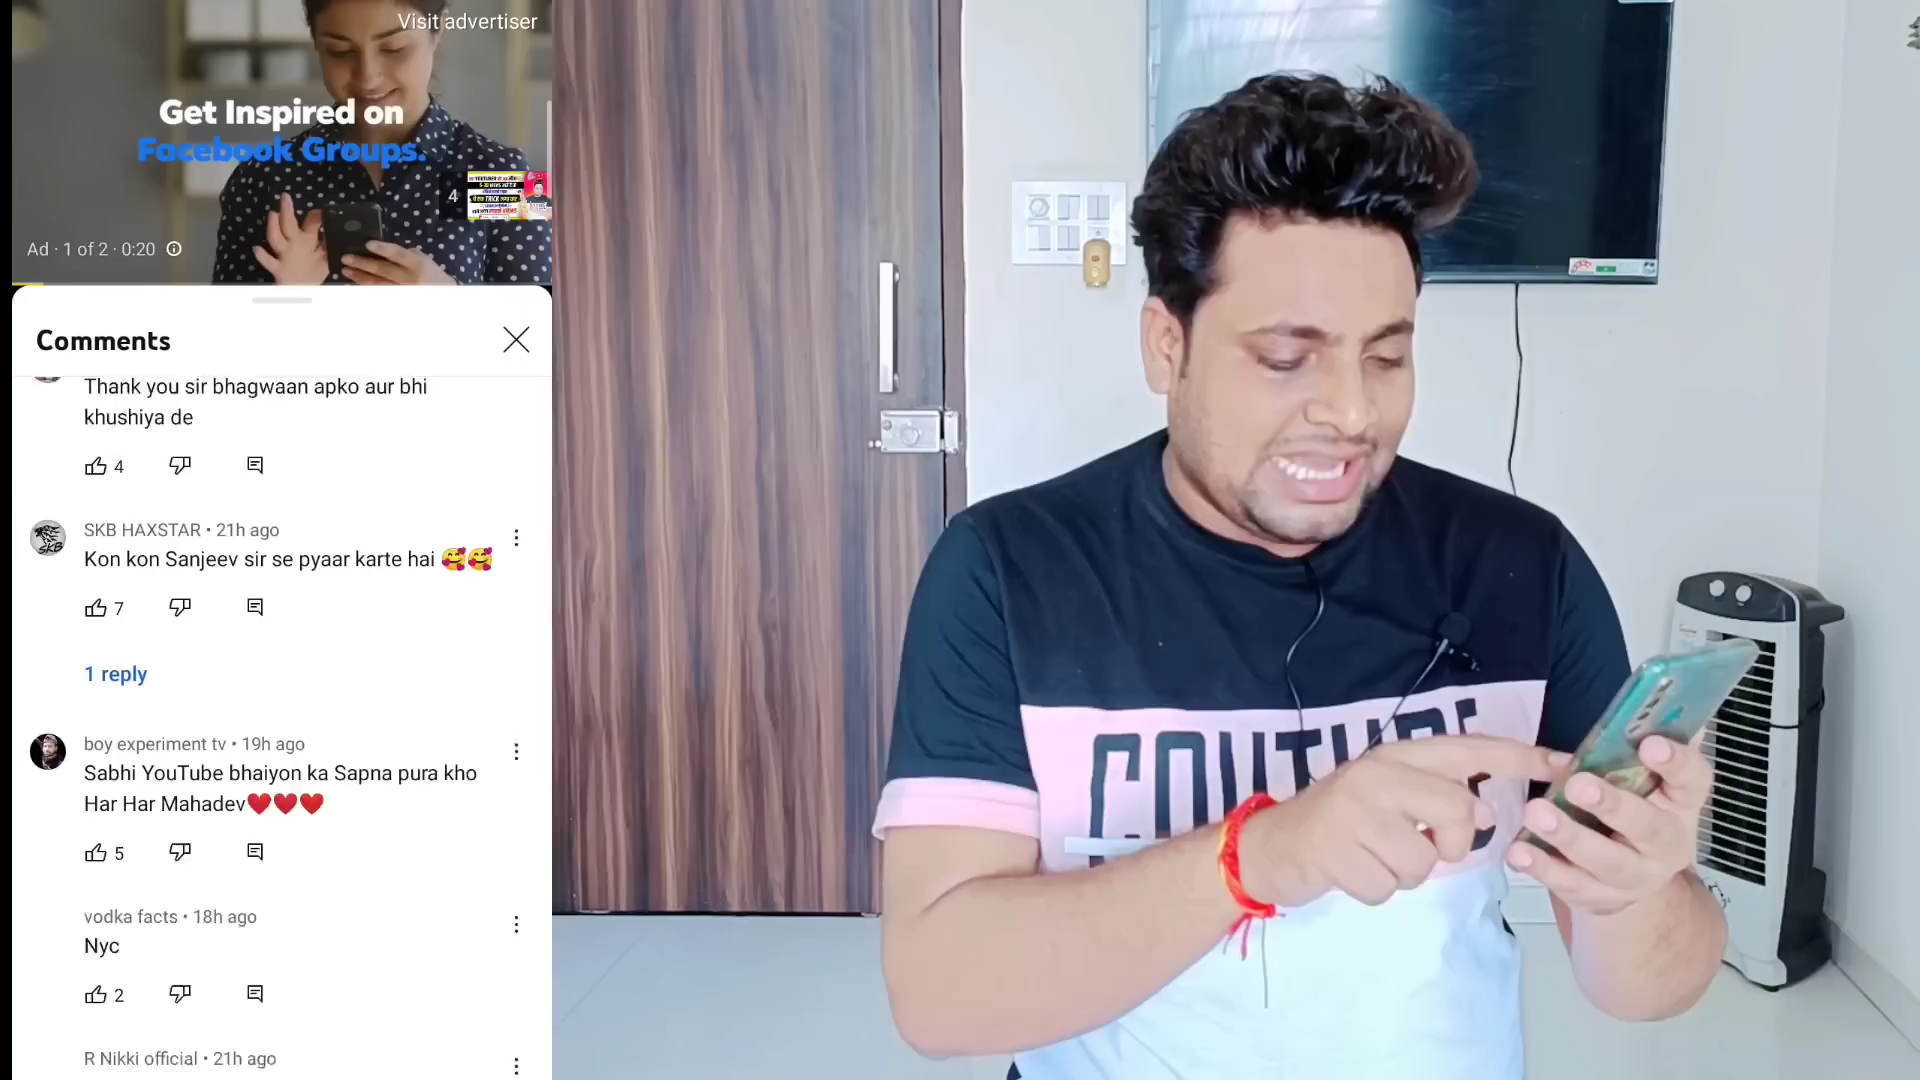 Visit advertiser
Get Inspired on
Facebook Groups.
4
Ad · 1 of 2 · 0:20
Comments
Thank you sir bhagwaan apko aur bhi
khushiya de
4
SKB HAXSTAR • 21h ago
Kon kon Sanjeev sir se pyaar karte hai 🥰🥰
7
1 reply
boy experiment tv • 19h ago
Sabhi YouTube bhaiyon ka Sapna pura kho
Har Har Mahadev❤️❤️❤️
5
vodka facts • 18h ago
Nyc
2
R Nikki official • 21h ago
SKB
COUTURE